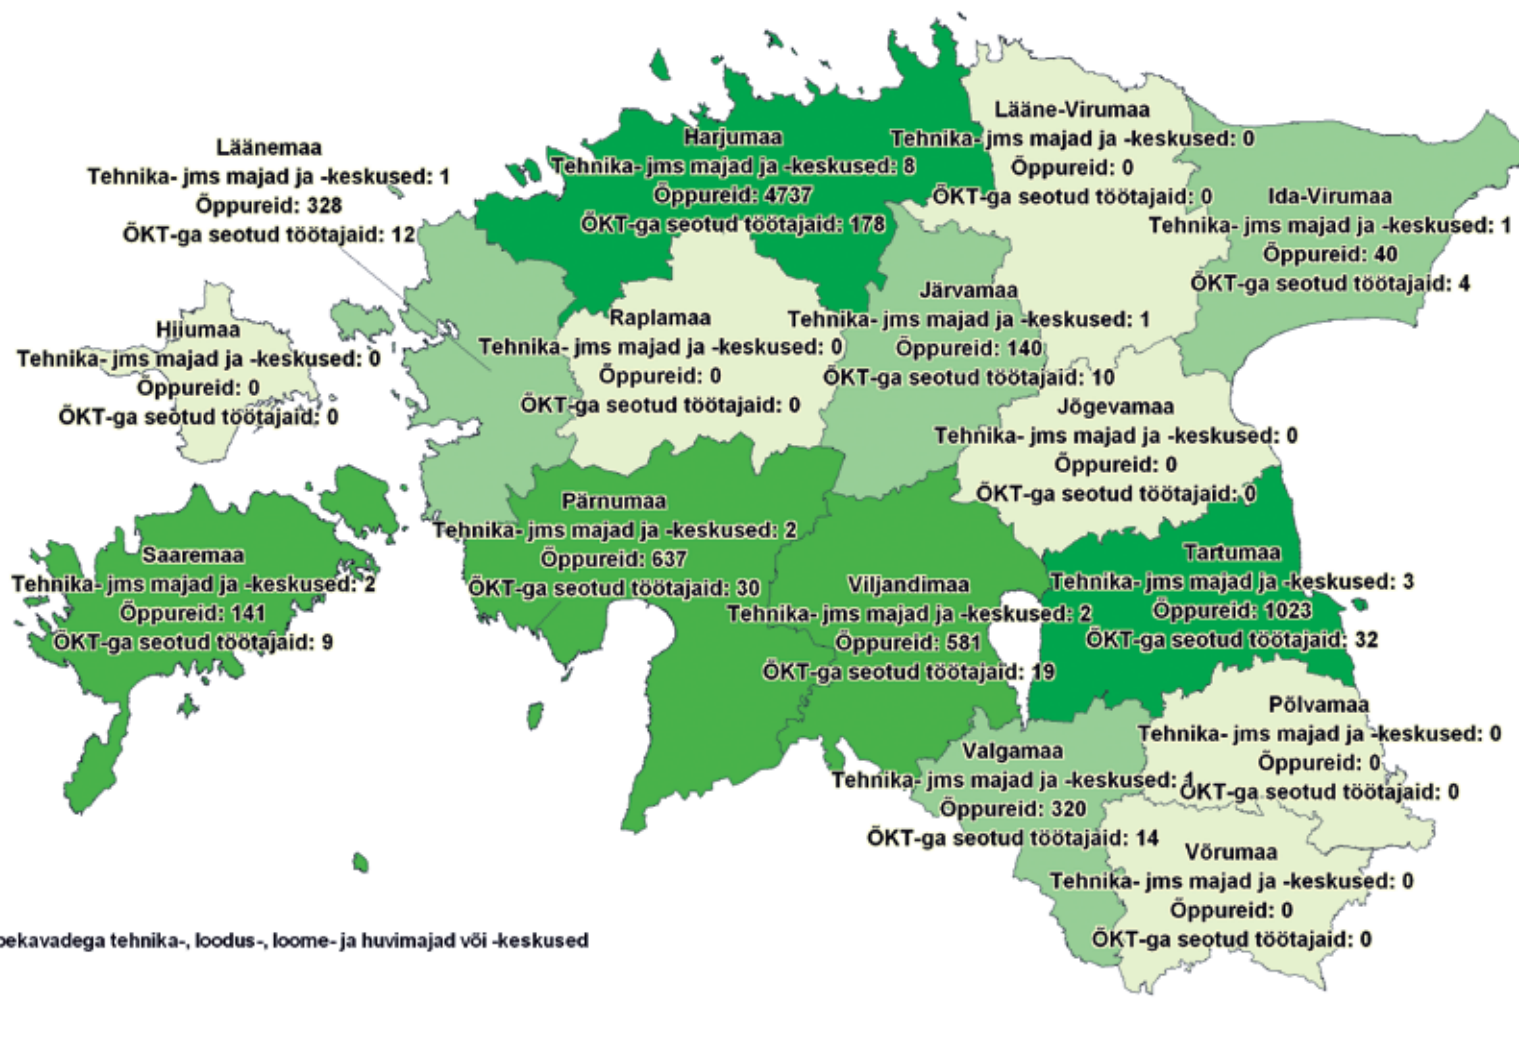 Läänemaa
Tehnika- jms majad ja -keskused: 1
Õppureid: 328
ÕKT-ga seotud töötajaid: 12
Harjumaa
Tehnika- jms majad ja -keskused: 8
Õppureid: 4737
ÕKT-ga seotud töötajaid: 178
Lääne-Virumaa
Tehnika- jms majad ja -keskused: 0
Õppureid: 0
ÕKT-ga seotud töötajaid: 0
Ida-Virumaa
Tehnika- jms majad ja -keskused: 1
Õppureid: 40
ÕKT-ga seotud töötajaid: 4
Hiiumaa
Tehnika- jms majad ja -keskused: 0
Õppureid: 0
ÕKT-ga seotud töötajaid: 0
Raplamaa
Tehnika- jms majad ja -keskused: 0
Õppureid: 0
ÕKT-ga seotud töötajaid: 0
Järvamaa
Tehnika- jms majad ja -keskused: 1
Õppureid: 140
ÕKT-ga seotud töötajaid: 10
Jõgevamaa
Tehnika- jms majad ja -keskused: 0
Õppureid: 0
ÕKT-ga seotud töötajaid: 0
Saaremaa
Tehnika- jms majad ja -keskused: 2
Õppureid: 141
ÕKT-ga seotud töötajaid: 9
Pärnumaa
Tehnika- jms majad ja -keskused: 2
Õppureid: 637
ÕKT-ga seotud töötajaid: 30
Viljandimaa
Tehnika- jms majad ja -keskused: 2
Õppureid: 581
ÕKT-ga seotud töötajaid: 19
Tartumaa
Tehnika- jms majad ja -keskused: 3
Õppureid: 1023
ÕKT-ga seotud töötajaid: 32
Valgamaa
Tehnika- jms majad ja -keskused: 1
Õppureid: 320
ÕKT-ga seotud töötajaid: 14
Põlvamaa
Tehnika- jms majad ja -keskused: 0
Õppureid: 0
ÕKT-ga seotud töötajaid: 0
Võrumaa
Tehnika- jms majad ja -keskused: 0
Õppureid: 0
ÕKT-ga seotud töötajaid: 0
tehnika-, loodus-, loome- ja huvimajad või -keskused